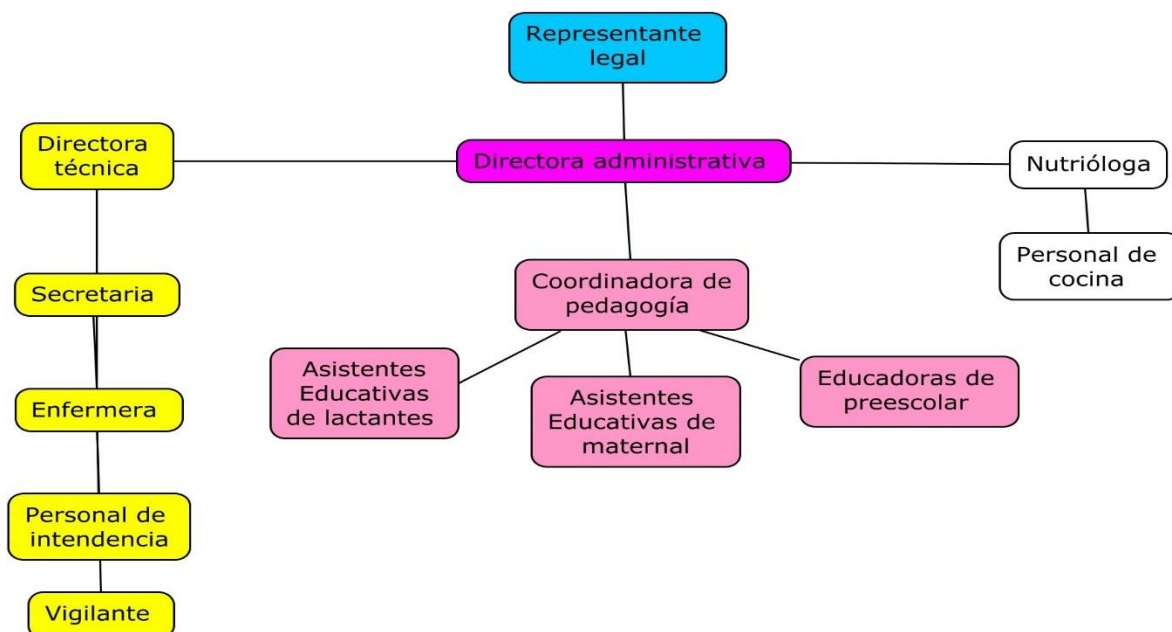 Representante
legal
Directora
técnica
Directora administrativa
Nutrióloga
Secretaria
Coordinadora de
pedagogía
Personal de
cocina
Enfermera
Asistentes
Educativas
de lactantes
Asistentes
Educativas de
maternal
Educadoras de
preescolar
Personal de
intendencia
Vigilante